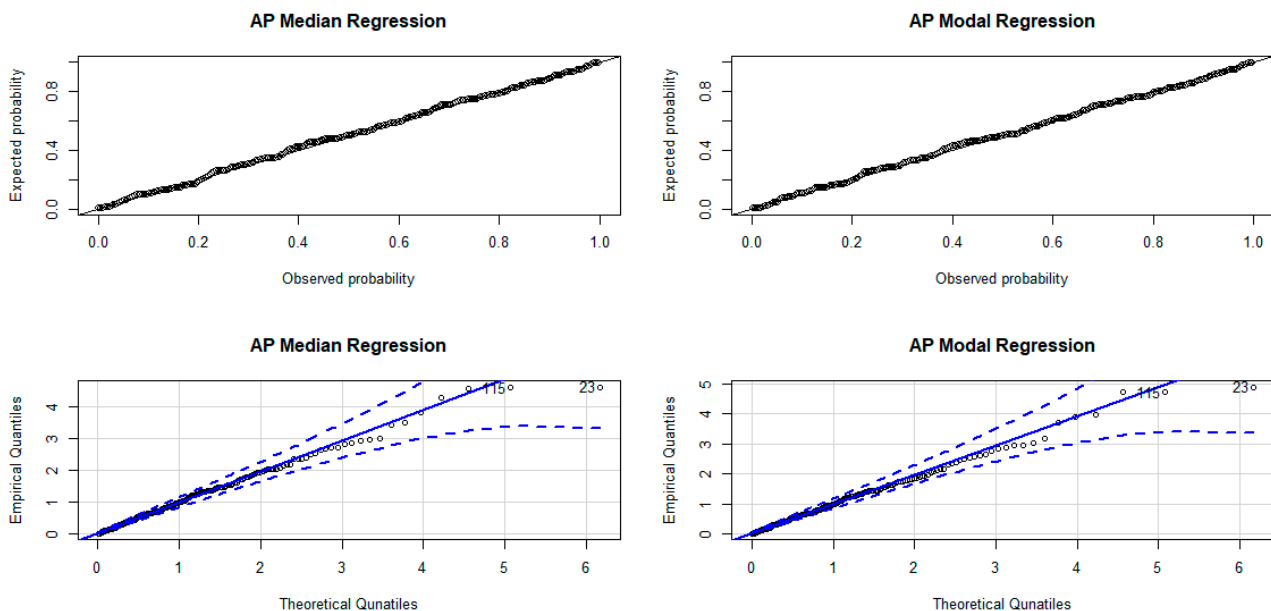 AP Median Regression
Expected probability
0.0 0.4 0.8
0.0 0.2 0.4 0.6 0.8 1.0
Observed probability
AP Modal Regression
Expected probability
0.0 0.4 0.8
0.0 0.2 0.4 0.6 0.8 1.0
Observed probability
AP Median Regression
Empirical Quantiles
0 1 2 3 4
115
23
0 1 2 3 4 5 6
Theoretical Qunatiles
AP Modal Regression
Empirical Quantiles
0 1 2 3 4 5
115
23
0 1 2 3 4 5 6
Theoretical Qunatiles